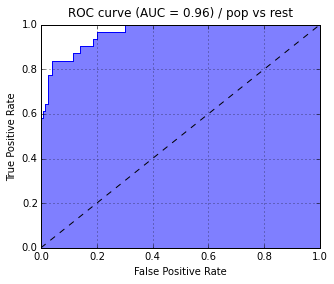 ROC curve (AUC = 0.96) / pop vs rest
1.0
0.8
0.6
0.4
0.2
0.0
True Positive Rate
0.0 0.2 0.4 0.6 0.8 1.0
False Positive Rate